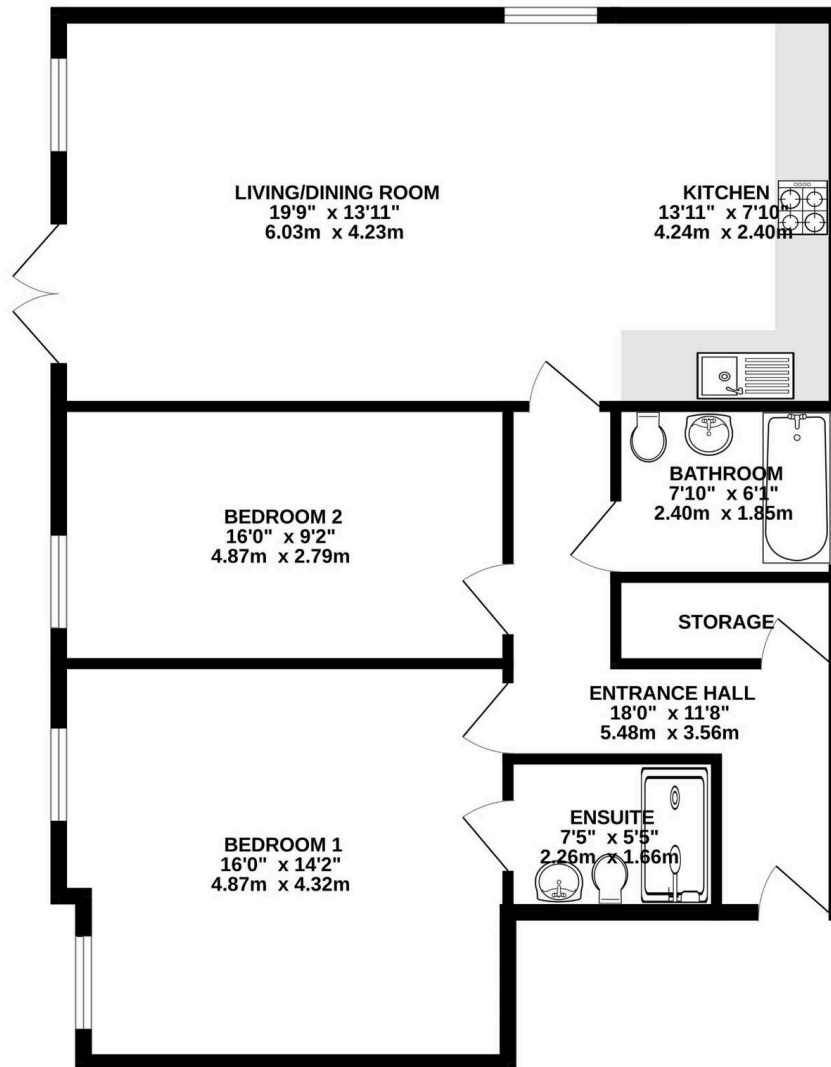 LIVING/DINING ROOM
19'9" x 13'11"
6.03m x 4.23m
KITCHEN
13'11" x 7'10"
4.24m x 2.40m
BATHROOM
7'10" x 6'1"
2.40m x 1.85m
BEDROOM 2
16'0" x 9'2"
4.87m x 2.79m
STORAGE
ENTRANCE HALL
18'0" x 11'8"
5.48m x 3.56m
ENSUITE
7'5" x 5'5"
2.26m x 1.66m
BEDROOM 1
16'0" x 14'2"
4.87m x 4.32m